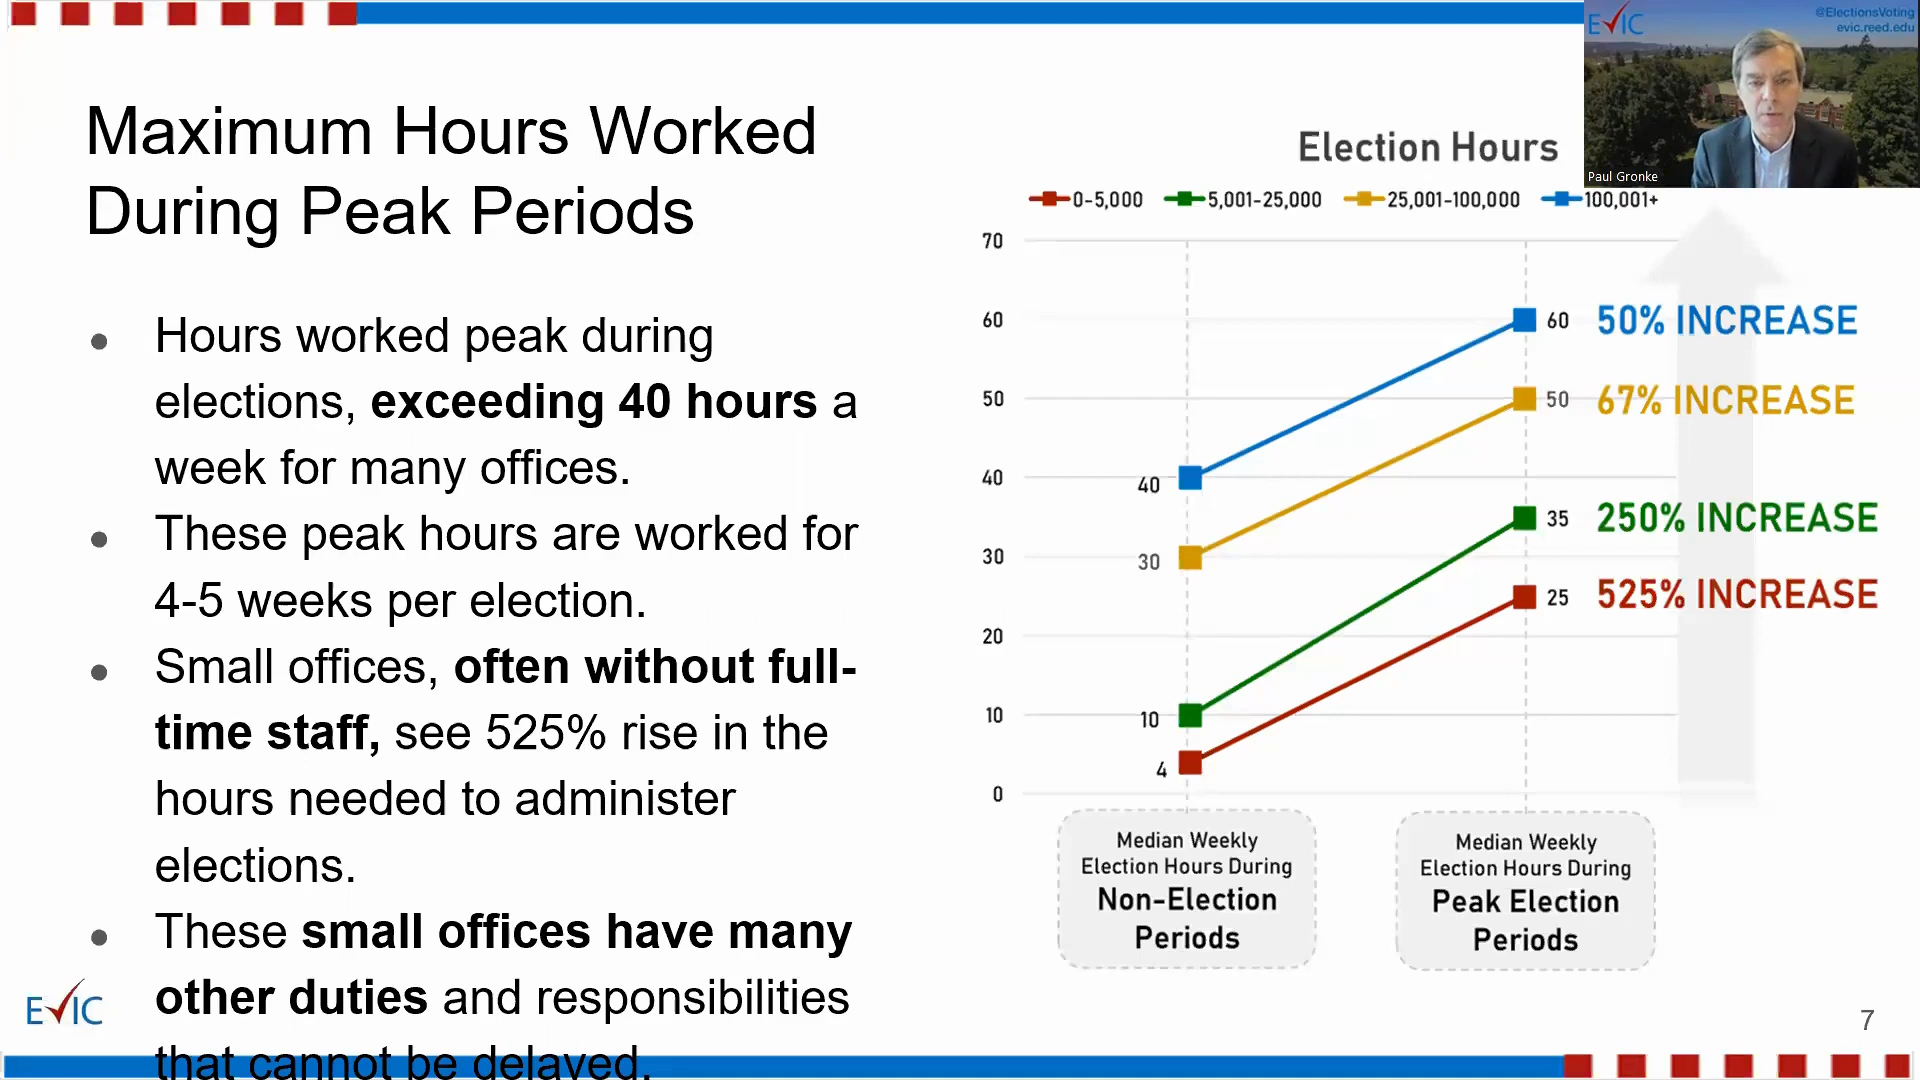 Maximum Hours Worked
During Peak Periods
Hours worked peak during
elections, exceeding 40 hours a
week for many offices.
These peak hours are worked for
4-5 weeks per election.
Small offices, often without full-
time staff, see 525% rise in the
hours needed to administer
elections.
These small offices have many
other duties and responsibilities
that cannot be delayed.
EVIC
Election Hours
0-5,000
5,001-25,000
25,001-100,000
100,001+
70
60
50
40
30
20
10
0
40
30
10
4
60
50
35
25
50% INCREASE
67% INCREASE
250% INCREASE
525% INCREASE
Median Weekly
Election Hours During
Non-Election
Periods
Median Weekly
Election Hours During
Peak Election
Periods
EVIC
@ElectionsVoting
evic.reed.edu
Paul Gronke
7